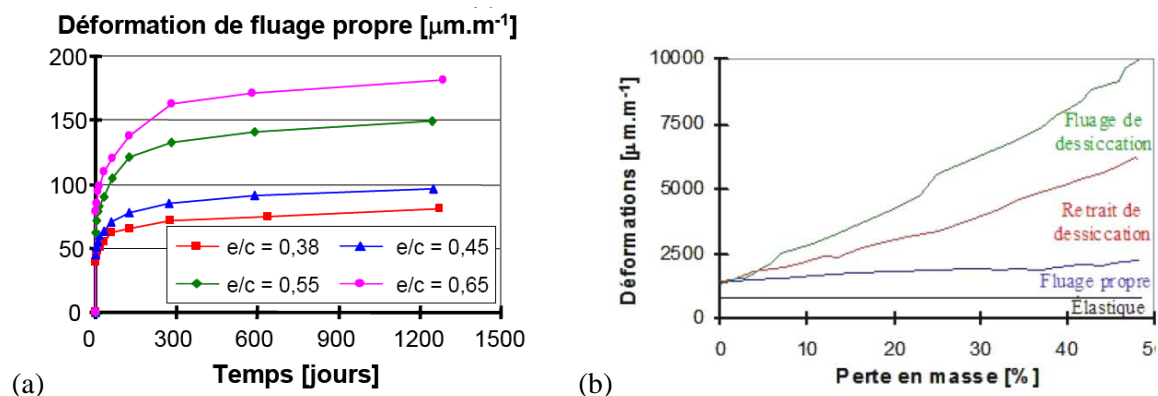 Déformation de fluage propre [µm.m-1]
200
150
100
50
0
e/c = 0,38
e/c = 0,45
e/c = 0,55
e/c = 0,65
0 300 600 900 1200 1500
Temps [jours]
(a)
Déformations [µm.m-1]
10000
7500
5000
2500
0
Fluage de
dessiccation
Retrait de
dessiccation
Fluage propre
Elastique
0 10 20 30 40
Perte en masse [%]
(b)